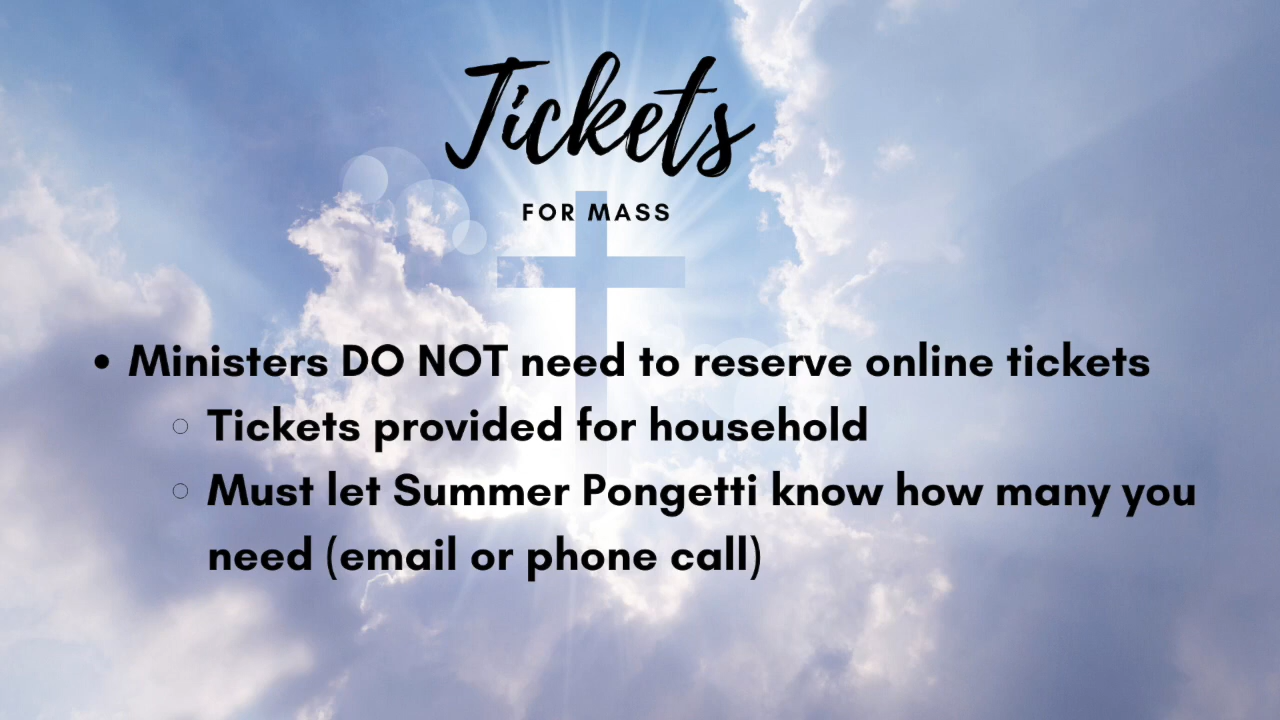 Tickets
FOR MASS
• Ministers DO NOT need to reserve online tickets
◦ Tickets provided for household
◦ Must let Summer Pongetti know how many you
need (email or phone call)